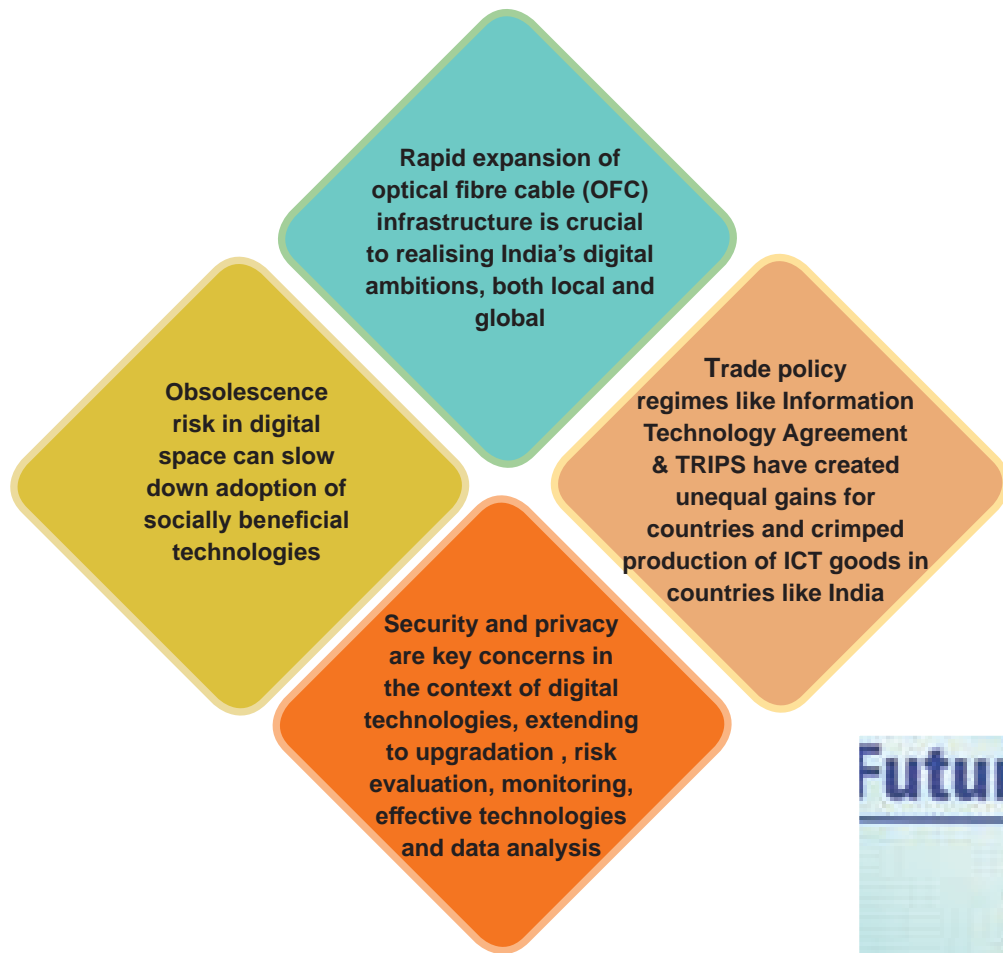 Rapid expansion of
optical fibre cable (OFC)
infrastructure is crucial
to realising India’s digital
ambitions, both local and
global
Obsolescence
risk in digital
space can slow
down adoption of
socially beneficial
technologies
Trade policy
regimes like Information
Technology Agreement
& TRIPS have created
unequal gains for
countries and crimped
production of ICT goods in
countries like India
Security and privacy
are key concerns in
the context of digital
technologies, extending
to upgradation , risk
evaluation, monitoring,
effective technologies
and data analysis